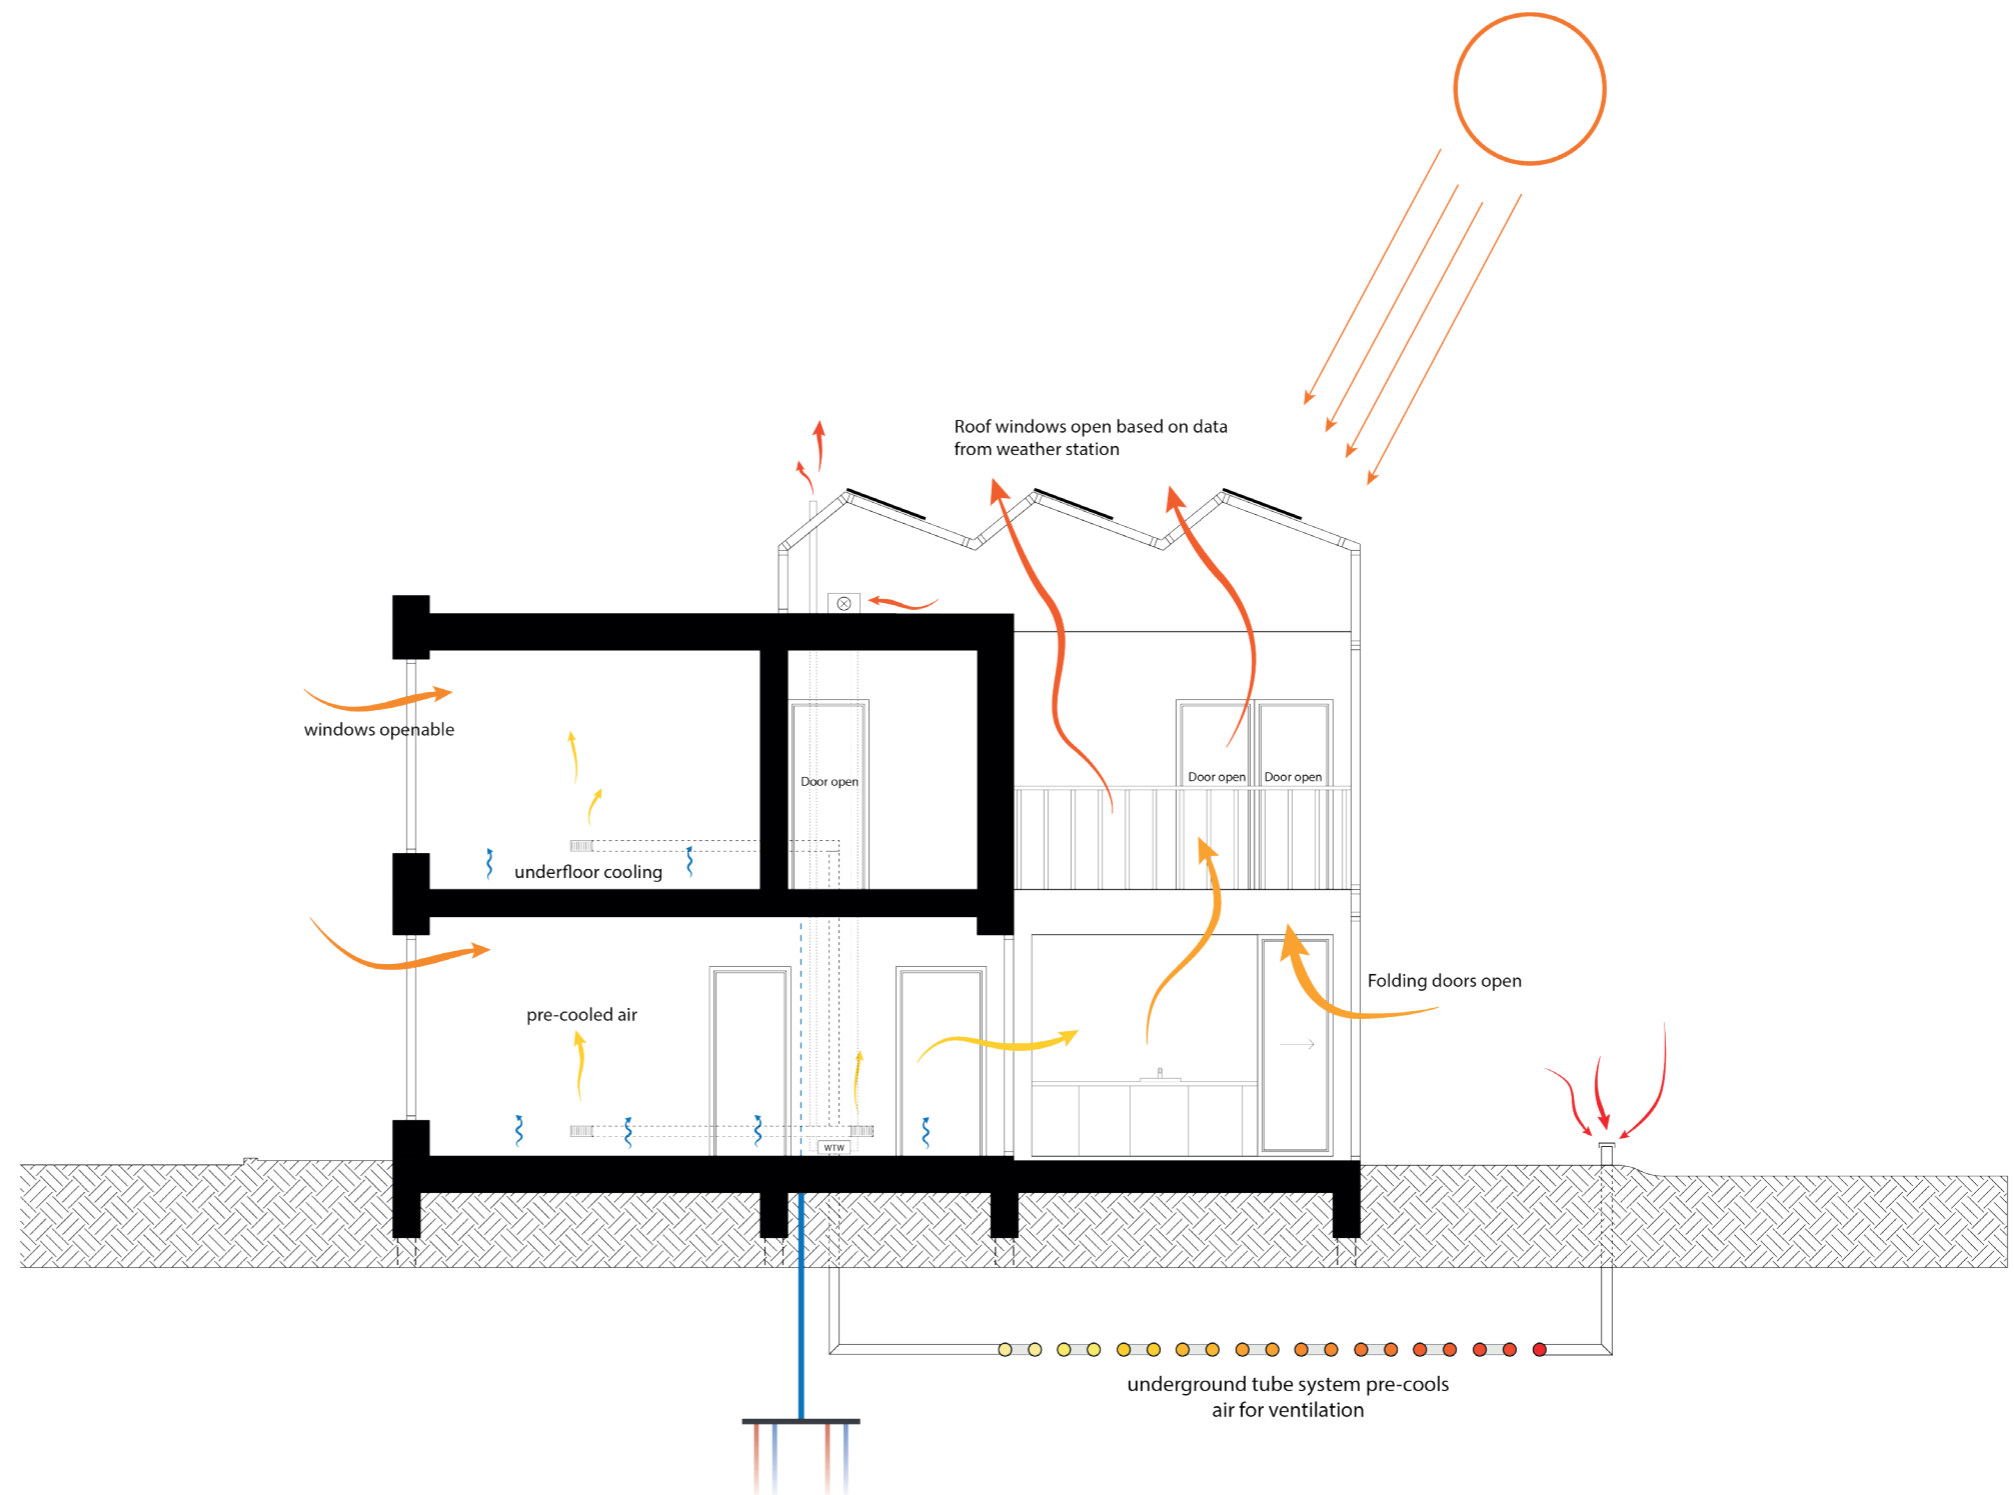 Roof windows open based on data
from weather station
windows openable
Door open
Door open
Door open
underfloor cooling
Folding doors open
pre-cooled air
WTW
underground tube system pre-cools
air for ventilation